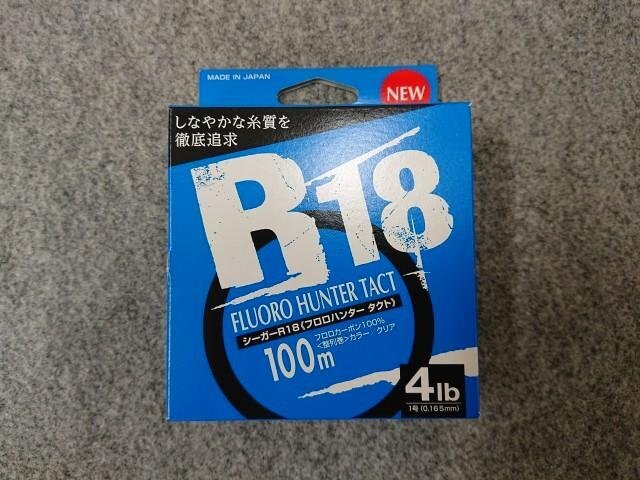 MADE IN JAPAN
NEW
しなやかな糸質を
徹底追求
R18
FLUORO HUNTER TACT
シーガーR18(フロロハンター タクト)
100m
フロロカーボン100%
<整列巻>カラー/クリア
4lb
1号(0.165mm)